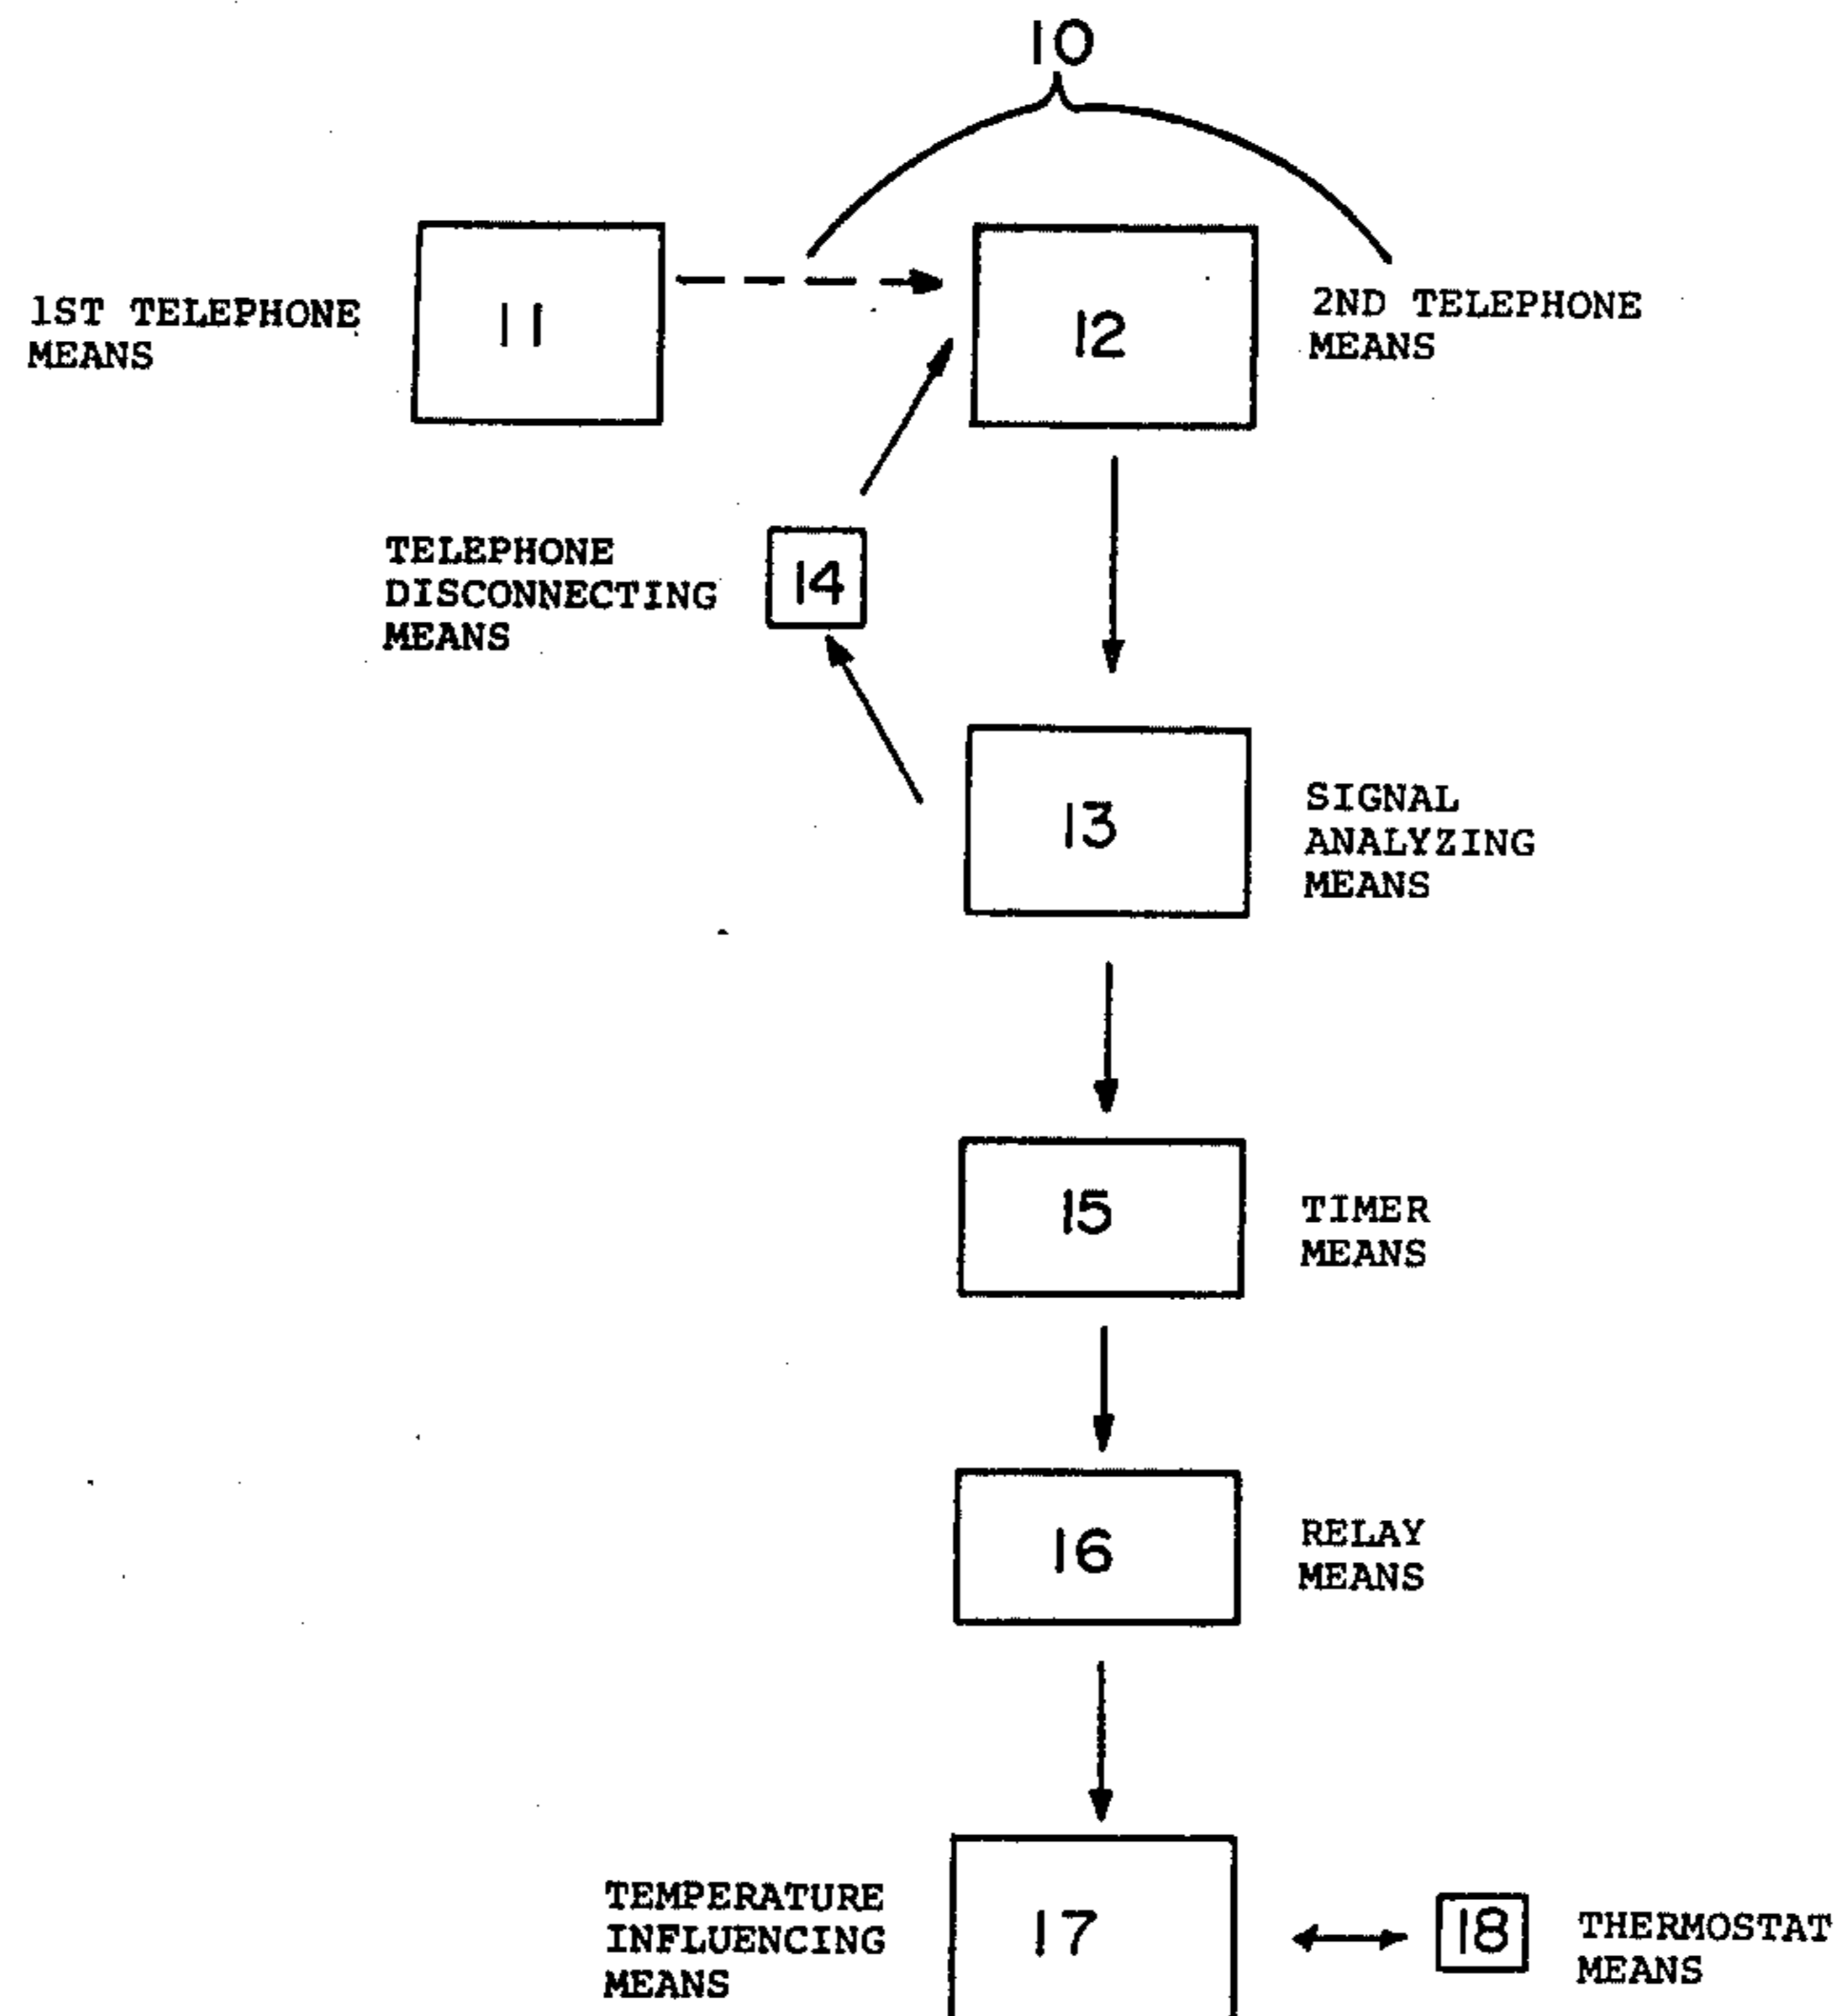 10
1ST TELEPHONE
MEANS
11
12
2ND TELEPHONE
MEANS
TELEPHONE
DISCONNECTING
MEANS
14
13
SIGNAL
ANALYZING
MEANS
15
TIMER
MEANS
16
RELAY
MEANS
TEMPERATURE
INFLUENCING
MEANS
17
18
THERMOSTAT
MEANS